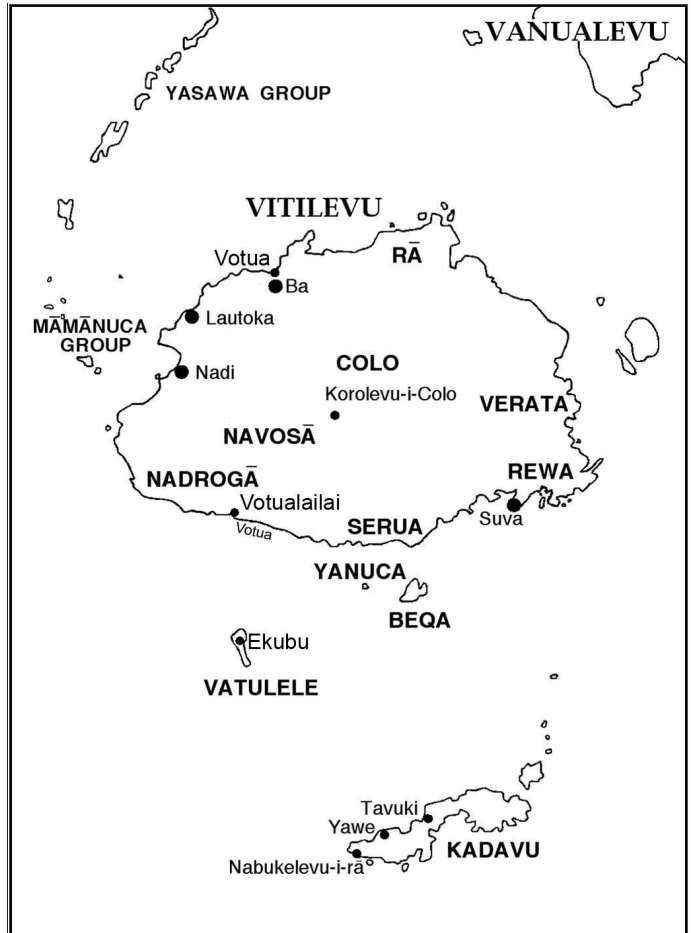 VANUALEVU
YASAWA GROUP
VITILEVU
Votua
RĀ
Ba
Lautoka
MĀMĀNUCA
GROUP
COLO
Nadi
Korolevu-i-Colo
VERATA
NAVOSĀ
REWA
NADROGĀ
Votualailai
Suva
SERUA
Votua
YANUCA
BEQA
Ekubu
VATULELE
Tavuki
Yawe
KADAVU
Nabukelevu-i-rā